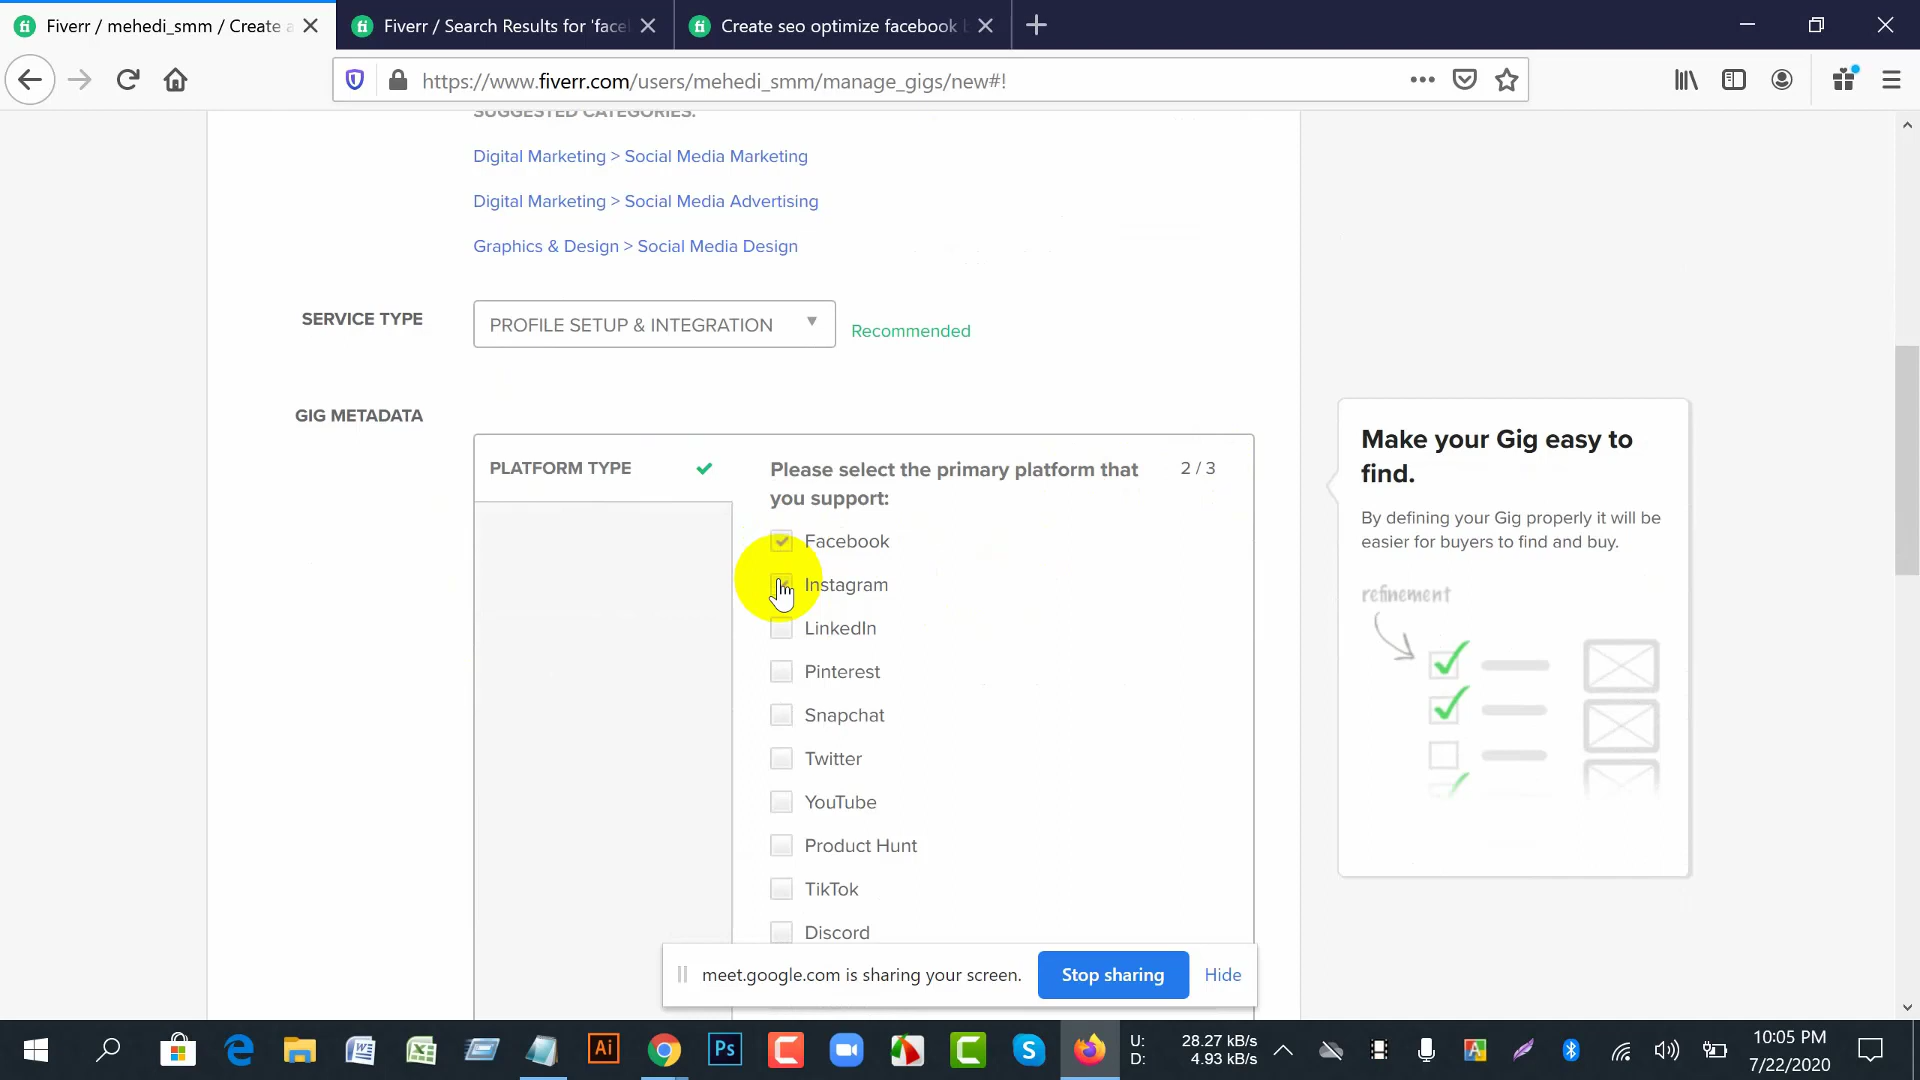 Fiverr / mehedi_smm / Create a
Fiverr / Search Results for 'face
Create seo optimize facebook b
https://www.fiverr.com/users/mehedi_smm/manage_gigs/new#!
SUGGESTED CATEGORIES:
Digital Marketing > Social Media Marketing
Digital Marketing > Social Media Advertising
Graphics & Design > Social Media Design
SERVICE TYPE
PROFILE SETUP & INTEGRATION
Recommended
GIG METADATA
PLATFORM TYPE
Please select the primary platform that
you support:
2 / 3
Facebook
Instagram
LinkedIn
Pinterest
Snapchat
Twitter
YouTube
Product Hunt
TikTok
Discord
Make your Gig easy to
find.
By defining your Gig properly it will be
easier for buyers to find and buy.
refinement
meet.google.com is sharing your screen.
Stop sharing
Hide
U: 28.27 kB/s
D: 4.93 kB/s
10:05 PM
7/22/2020